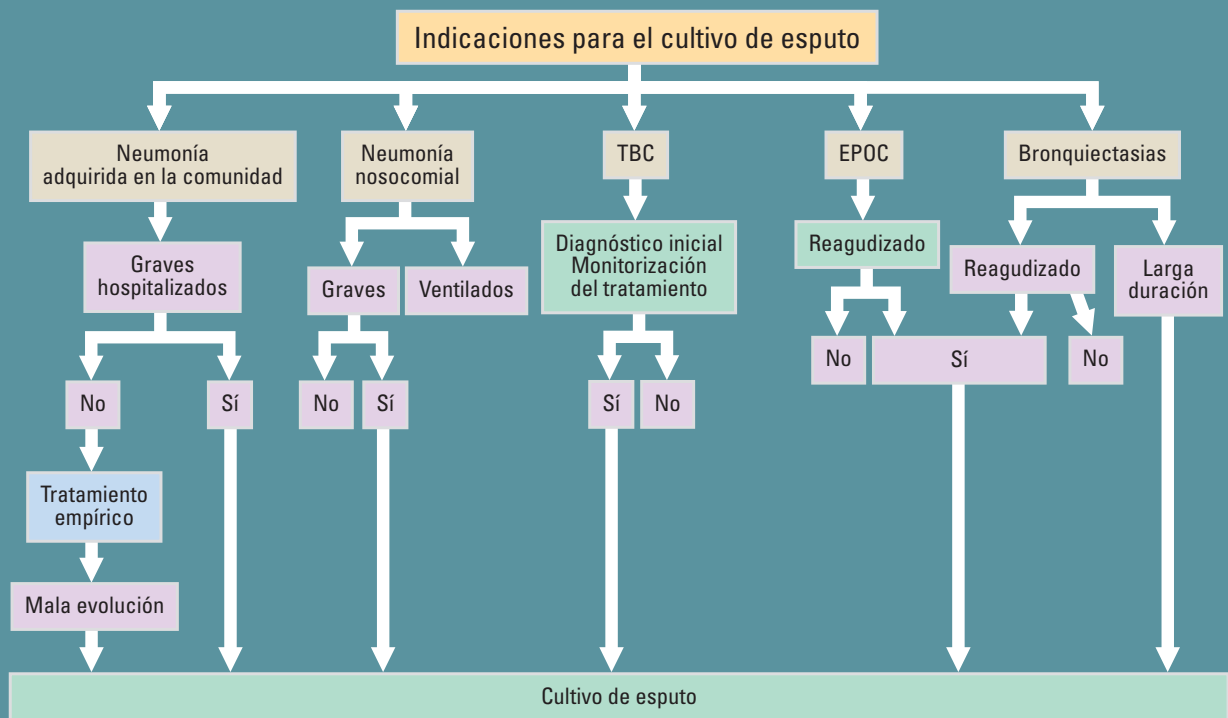 Indicaciones para el cultivo de esputo
Neumonía
adquirida en la comunidad
Neumonía
nosocomial
TBC
EPOC
Bronquiectasias
Graves
hospitalizados
Graves
Ventilados
Diagnóstico inicial
Monitorización
del tratamiento
Reagudizado
Reagudizado
Larga
duración
No
Sí
No
Sí
Sí
No
No
Sí
No
Tratamiento
empírico
Mala evolución
Cultivo de esputo